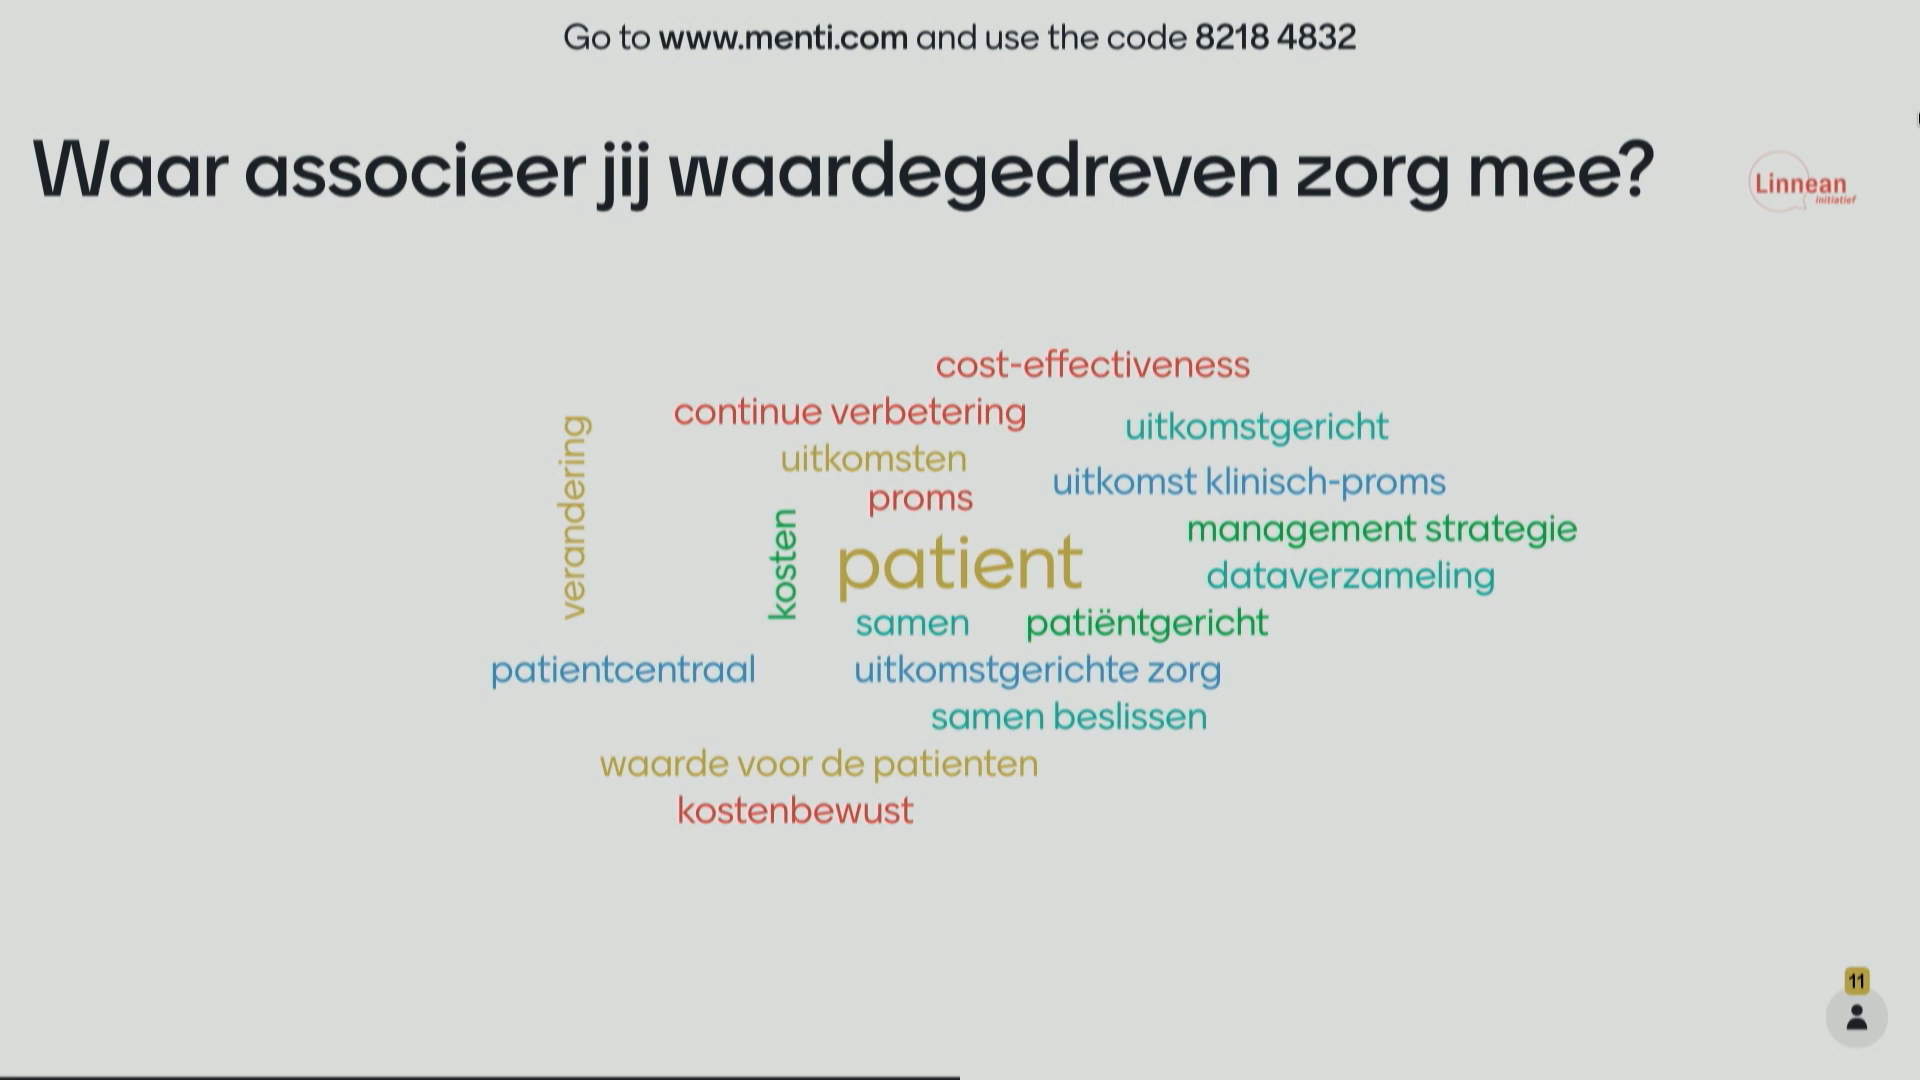 Go to www.menti.com and use the code 8218 4832
Waar associeer jij waardegedreven zorg mee?
Linnean
initiatief
cost-effectiveness
continue verbetering
uitkomstgericht
verandering
uitkomsten
uitkomst klinisch-proms
proms
management strategie
kosten
patient
dataverzameling
samen
patiëntgericht
patientcentraal
uitkomstgerichte zorg
samen beslissen
waarde voor de patienten
kostenbewust
11